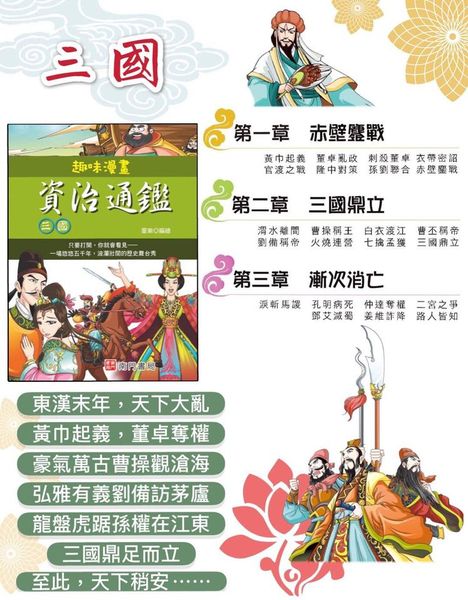 三國
趣味漫畫
資治通鑑
三國
只要打開，你就會看見──
一場悠悠五千年，波瀾壯闊的歷史舞台秀
南門書局
第一章 赤壁鏖戰
黃巾起義 董卓亂政 刺殺董卓 衣帶密詔
官渡之戰 隆中對策 孫劉聯合 赤壁鏖戰
第二章 三國鼎立
渭水離間 曹操稱王 白衣渡江 曹丕稱帝
劉備稱帝 火燒連營 七擒孟獲 三國鼎立
第三章 漸次消亡
淚斬馬謖 孔明病死 仲達奪權 二宮之爭
鄧艾滅蜀 姜維詐降 路人皆知
東漢末年，天下大亂
黃巾起義，董卓奪權
豪氣萬古曹操觀滄海
弘雅有義劉備訪茅廬
龍盤虎踞孫權在江東
三國鼎足而立
至此，天下稍安……